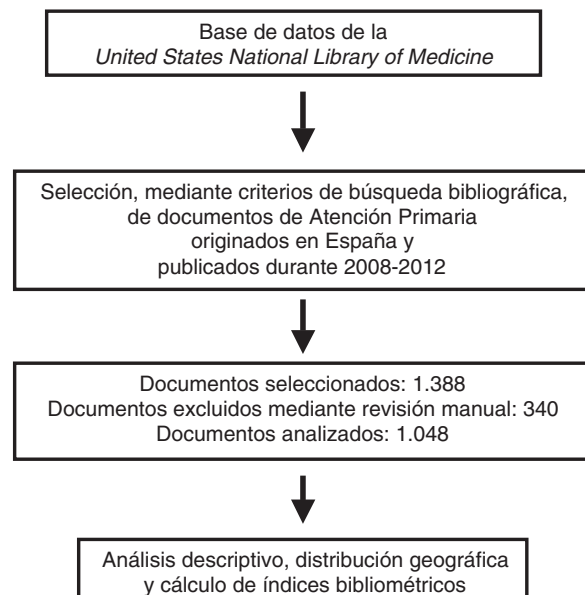 Base de datos de la
United States National Library of Medicine
Selección, mediante criterios de búsqueda bibliográfica,
de documentos de Atención Primaria
originados en España y
publicados durante 2008-2012
Documentos seleccionados: 1.388
Documentos excluidos mediante revisión manual: 340
Documentos analizados: 1.048
Análisis descriptivo, distribución geográfica
y cálculo de índices bibliométricos